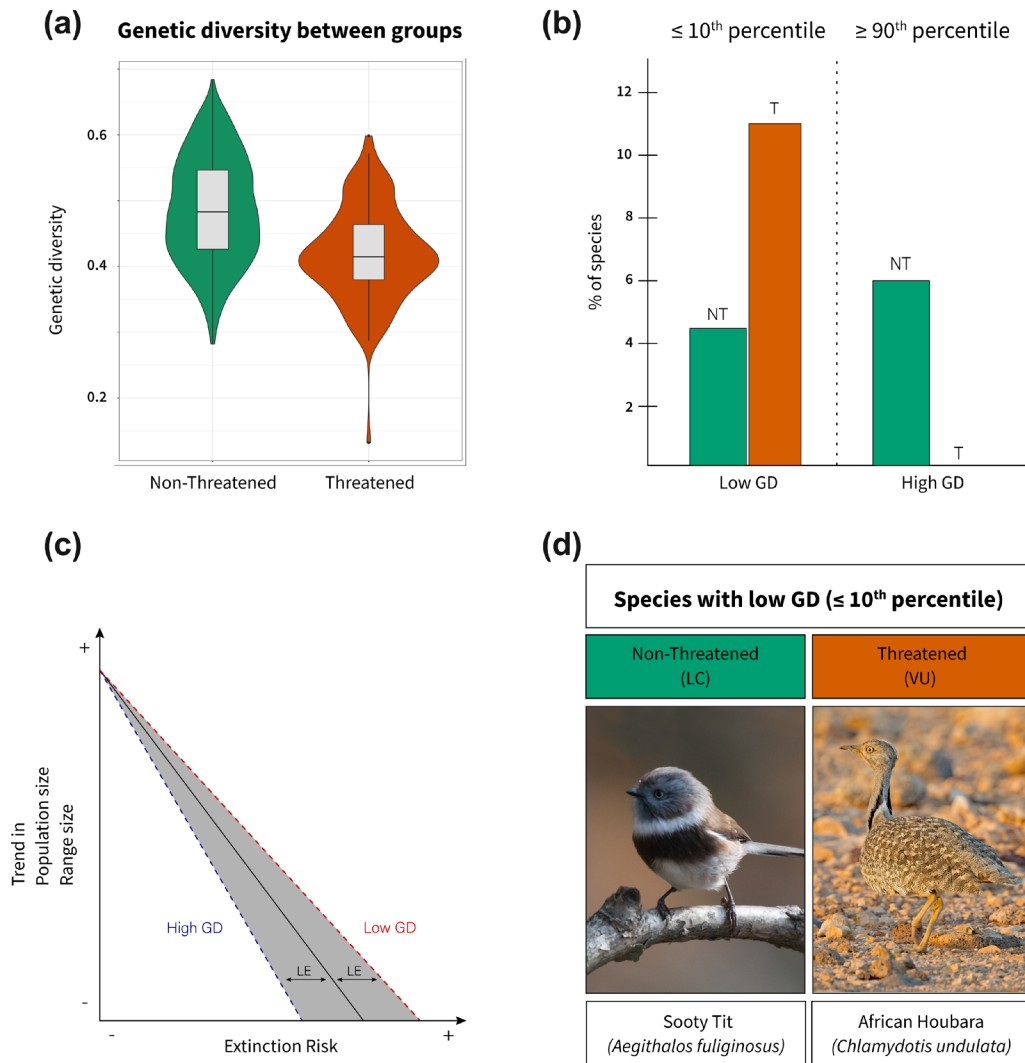 (a)
Genetic diversity between groups
Genetic diversity
0.6
0.4
0.2
Non-Threatened
Threatened
(b)
≤ 10th percentile
≥ 90th percentile
% of species
12
10
8
6
4
2
NT
T
NT
T
Low GD
High GD
(c)
Trend in
Population size
Range size
+
-
High GD
Low GD
LE
LE
-
+
Extinction Risk
(d)
Species with low GD (≤ 10th percentile)
Non-Threatened
(LC)
Threatened
(VU)
Sooty Tit
(Aegithalos fuliginosus)
African Houbara
(Chlamydotis undulata)